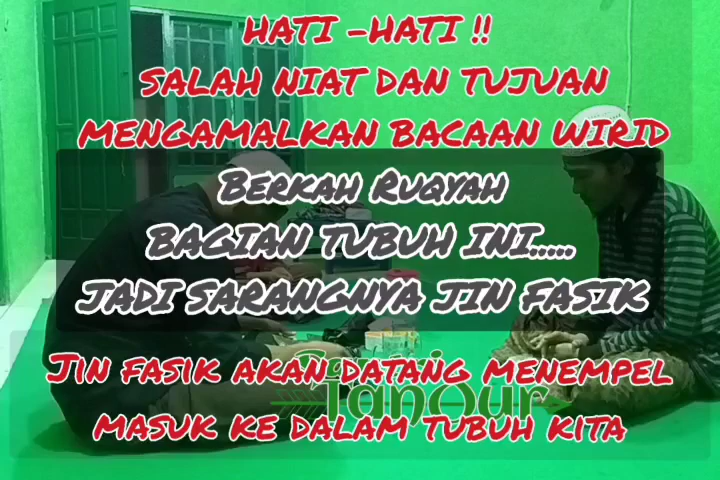 HATI -HATI !!
SALAH NIAT DAN TUJUAN
MENGAMALKAN BACAAN WIRID
BERKAH RUQYAH
BAGIAN TUBUH INI.....
JADI SARANGNYA JIN FASIK
JIN FASIK AKAN DATANG MENEMPEL
MASUK KE DALAM TUBUH KITA